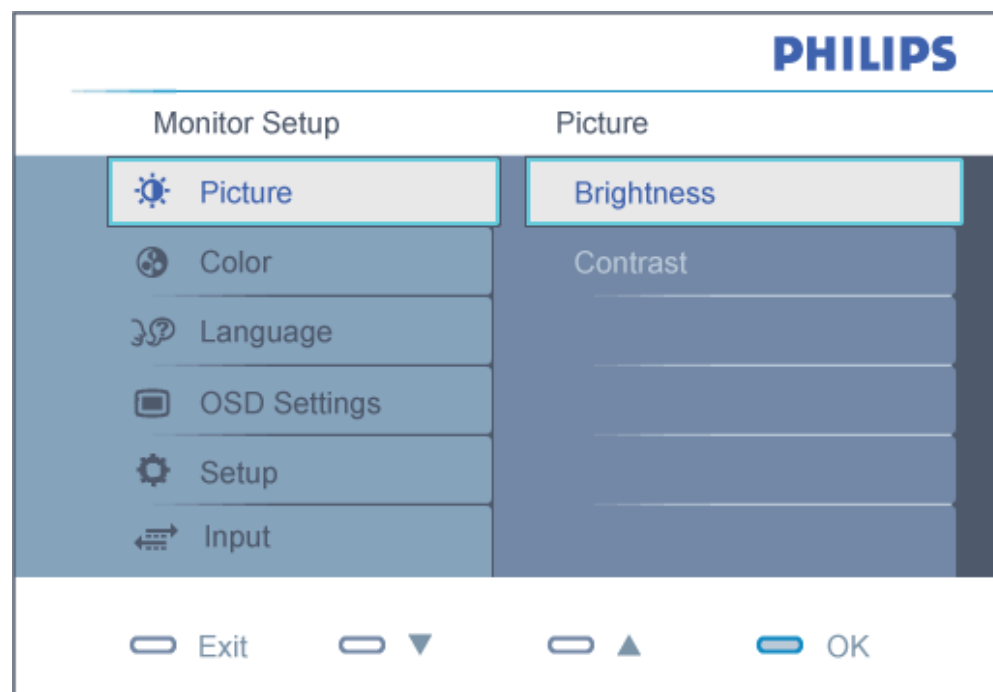 PHILIPS
Monitor Setup
Picture
Picture
Brightness
Color
Contrast
Language
OSD Settings
Setup
Input
Exit
OK